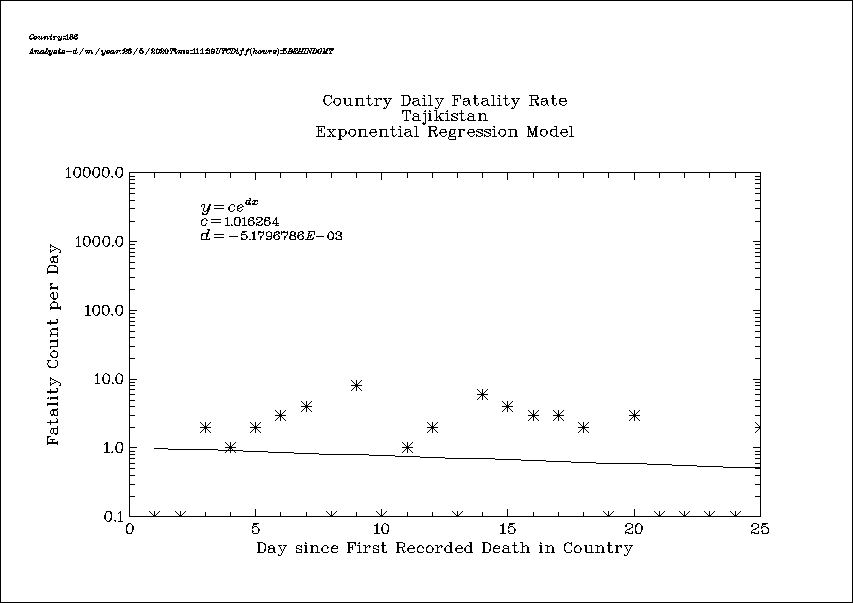 Country:186
Country Daily Fatality Rate
Tajikistan
Exponential Regression Model
y=ce^dx
c=1.016264
d=-5.1796786E-03
Fatality Count per Day
10000.0
1000.0
100.0
10.0
1.0
0.1
0 5 10 15 20 25
Day since First Recorded Death in Country